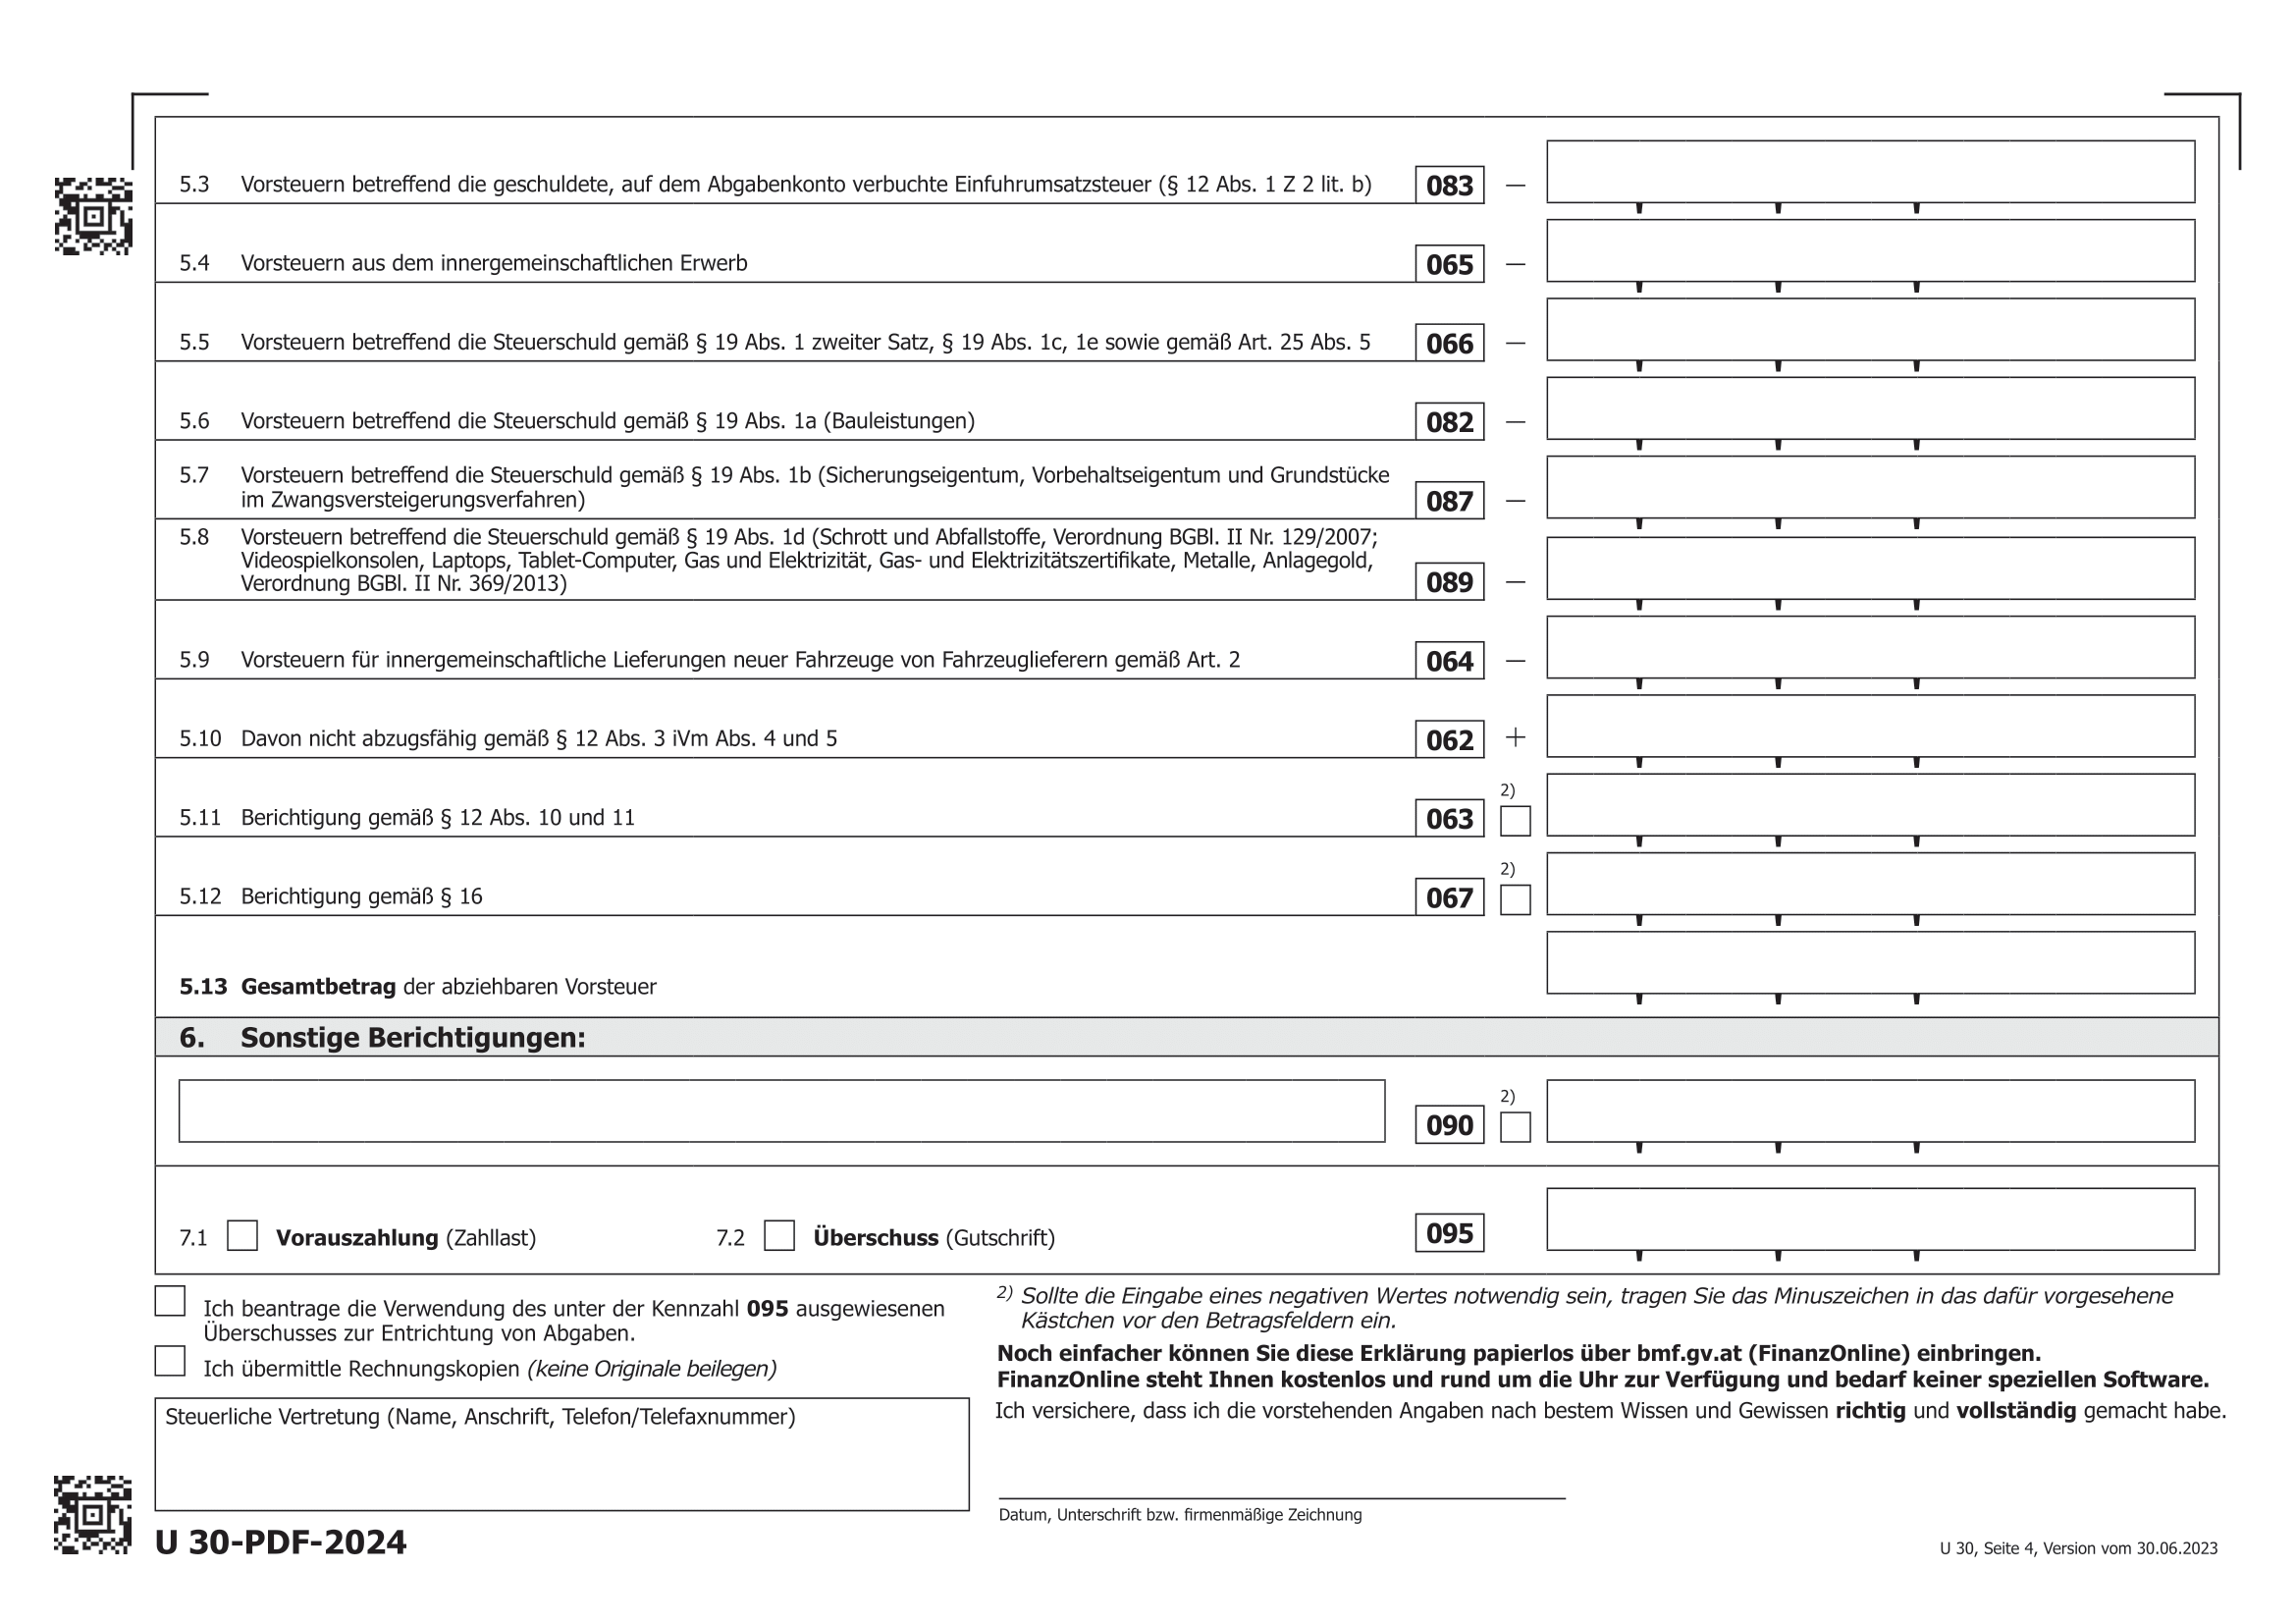 5.3 Vorsteuern betreffend die geschuldete, auf dem Abgabenkonto verbuchte Einfuhrumsatzsteuer (§ 12 Abs. 1 Z 2 lit. b) 083 –
5.4 Vorsteuern aus dem innergemeinschaftlichen Erwerb 065 –
5.5 Vorsteuern betreffend die Steuerschuld gemäß § 19 Abs. 1 zweiter Satz, § 19 Abs. 1c, 1e sowie gemäß Art. 25 Abs. 5 066 –
5.6 Vorsteuern betreffend die Steuerschuld gemäß § 19 Abs. 1a (Bauleistungen) 082 –
5.7 Vorsteuern betreffend die Steuerschuld gemäß § 19 Abs. 1b (Sicherungseigentum, Vorbehaltseigentum und Grundstücke
im Zwangsversteigerungsverfahren) 087 –
5.8 Vorsteuern betreffend die Steuerschuld gemäß § 19 Abs. 1d (Schrott und Abfallstoffe, Verordnung BGBl. II Nr. 129/2007;
Videospielkonsolen, Laptops, Tablet-Computer, Gas und Elektrizität, Gas- und Elektrizitätszertifikate, Metalle, Anlagegold,
Verordnung BGBl. II Nr. 369/2013) 089 –
5.9 Vorsteuern für innergemeinschaftliche Lieferungen neuer Fahrzeuge von Fahrzeuglieferern gemäß Art. 2 064 –
5.10 Davon nicht abzugsfähig gemäß § 12 Abs. 3 iVm Abs. 4 und 5 062 +
2)
5.11 Berichtigung gemäß § 12 Abs. 10 und 11 063
2)
5.12 Berichtigung gemäß § 16 067
5.13 Gesamtbetrag der abziehbaren Vorsteuer
6. Sonstige Berichtigungen:
2)
090
7.1 Vorauszahlung (Zahllast) 7.2 Überschuss (Gutschrift) 095
Ich beantrage die Verwendung des unter der Kennzahl 095 ausgewiesenen
Überschusses zur Entrichtung von Abgaben.
Ich übermittle Rechnungskopien (keine Originale beilegen)
Steuerliche Vertretung (Name, Anschrift, Telefon/Telefaxnummer)
2) Sollte die Eingabe eines negativen Wertes notwendig sein, tragen Sie das Minuszeichen in das dafür vorgesehene
Kästchen vor den Betragsfeldern ein.
Noch einfacher können Sie diese Erklärung papierlos über bmf.gv.at (FinanzOnline) einbringen.
FinanzOnline steht Ihnen kostenlos und rund um die Uhr zur Verfügung und bedarf keiner speziellen Software.
Ich versichere, dass ich die vorstehenden Angaben nach bestem Wissen und Gewissen richtig und vollständig gemacht habe.
Datum, Unterschrift bzw. firmenmäßige Zeichnung
U 30-PDF-2024
U 30, Seite 4, Version vom 30.06.2023